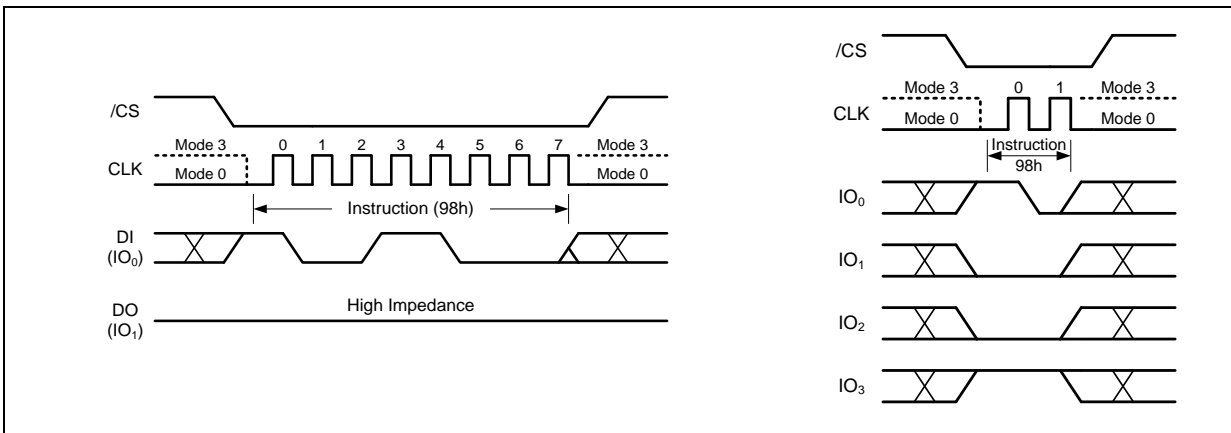 /CS
Mode 3 0 1 2 3 4 5 6 7 Mode 3
CLK
Mode 0 Mode 0
Instruction (98h)
DI
(IO₀)
High Impedance
DO
(IO₁)
/CS
Mode 3 0 1 Mode 3
CLK
Mode 0 Mode 0
Instruction
98h
IO₀
IO₁
IO₂
IO₃